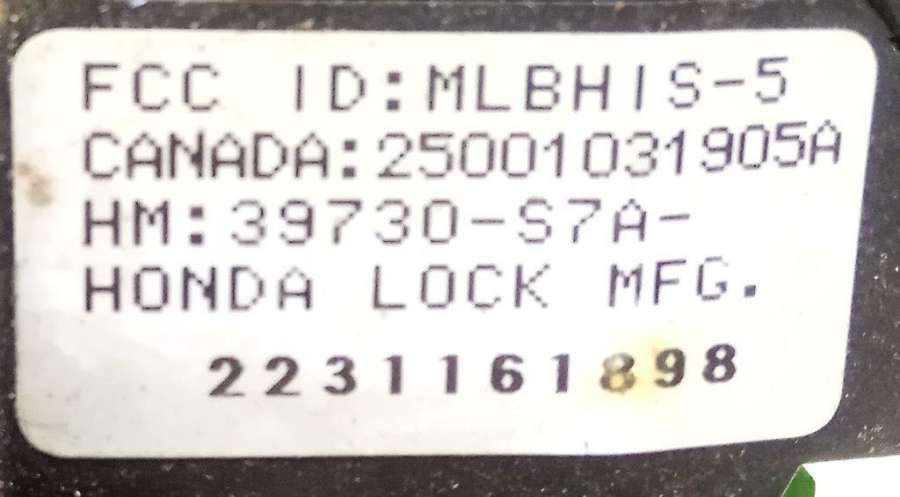 FCC ID:MLBHIS-5
CANADA:25001031905A
HM:39730-S7A-
HONDA LOCK MFG.
2231161898